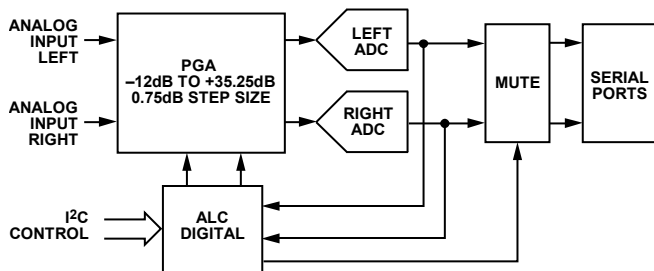 ANALOG
INPUT
LEFT
PGA
–12dB TO +35.25dB
0.75dB STEP SIZE
LEFT
ADC
MUTE
SERIAL
PORTS
ANALOG
INPUT
RIGHT
RIGHT
ADC
I²C
CONTROL
ALC
DIGITAL